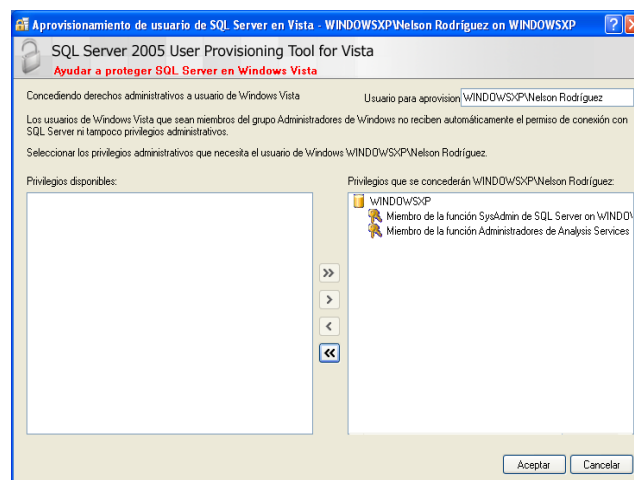 Aprovisionamiento de usuario de SQL Server en Vista - WINDOWSXP\Nelson Rodríguez on WINDOWSXP
SQL Server 2005 User Provisioning Tool for Vista
Ayudar a proteger SQL Server en Windows Vista
Concediendo derechos administrativos a usuario de Windows Vista
Usuario para aprovision WINDOWSXP\Nelson Rodríguez
Los usuarios de Windows Vista que sean miembros del grupo Administradores de Windows no reciben automáticamente el permiso de conexión con
SQL Server ni tampoco privilegios administrativos.
Seleccionar los privilegios administrativos que necesita el usuario de Windows WINDOWSXP\Nelson Rodríguez.
Privilegios disponibles:
Privilegios que se concederán WINDOWSXP\Nelson Rodríguez:
WINDOWSXP
Miembro de la función SysAdmin de SQL Server on WINDOW
Miembro de la función Administradores de Analysis Services
>>
>
<
<<
Aceptar
Cancelar